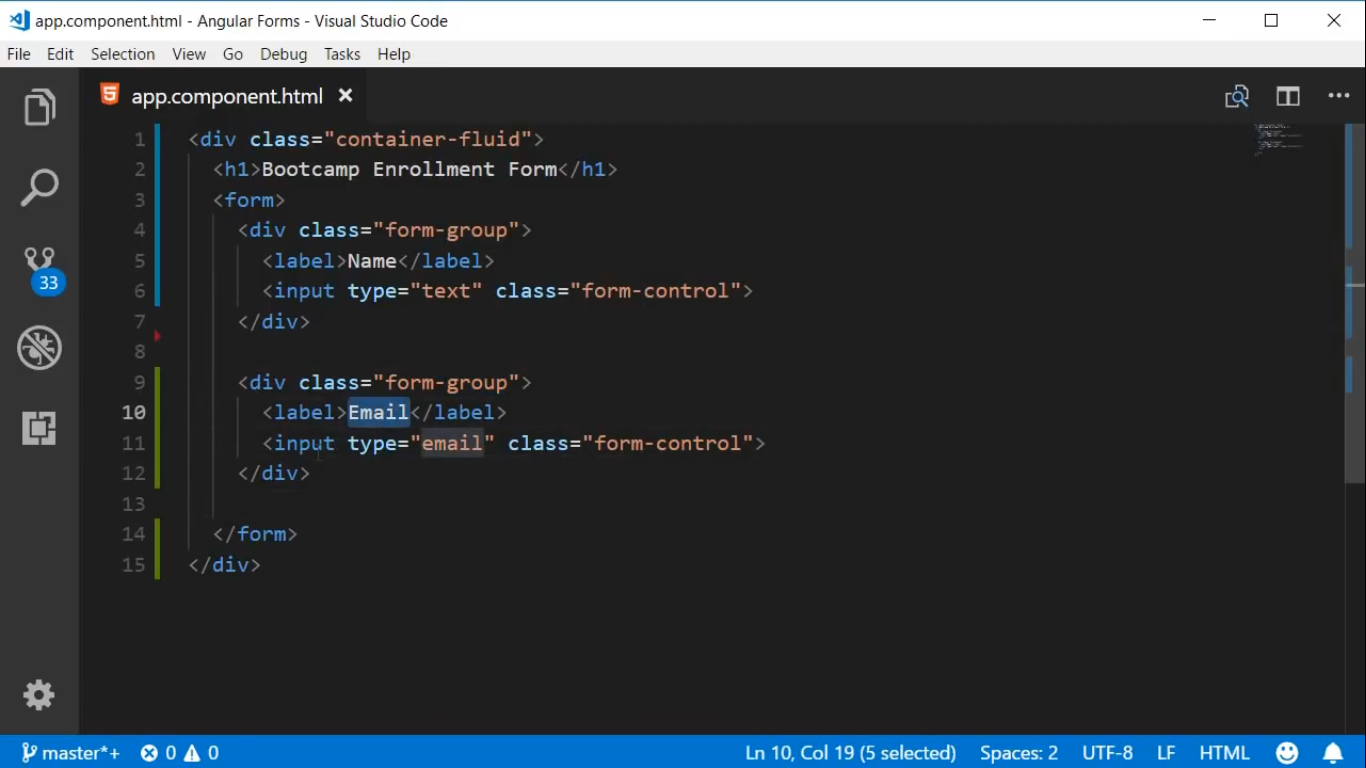 app.component.html - Angular Forms - Visual Studio Code
File Edit Selection View Go Debug Tasks Help
app.component.html
1 <div class="container-fluid">
2 <h1>Bootcamp Enrollment Form</h1>
3 <form>
4 <div class="form-group">
5 <label>Name</label>
6 <input type="text" class="form-control">
7 </div>
8
9 <div class="form-group">
10 <label>Email</label>
11 <input type="email" class="form-control">
12 </div>
13
14 </form>
15 </div>
33
master*+ 0 0 Ln 10, Col 19 (5 selected) Spaces: 2 UTF-8 LF HTML